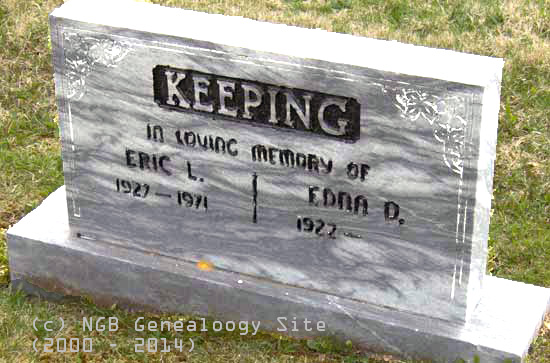 KEEPING
IN LOVING MEMORY OF
ERIC L.
1927 – 1971
EDNA D.
1922 –
(c) NGB Genealoogy Site
(2000 - 2014)